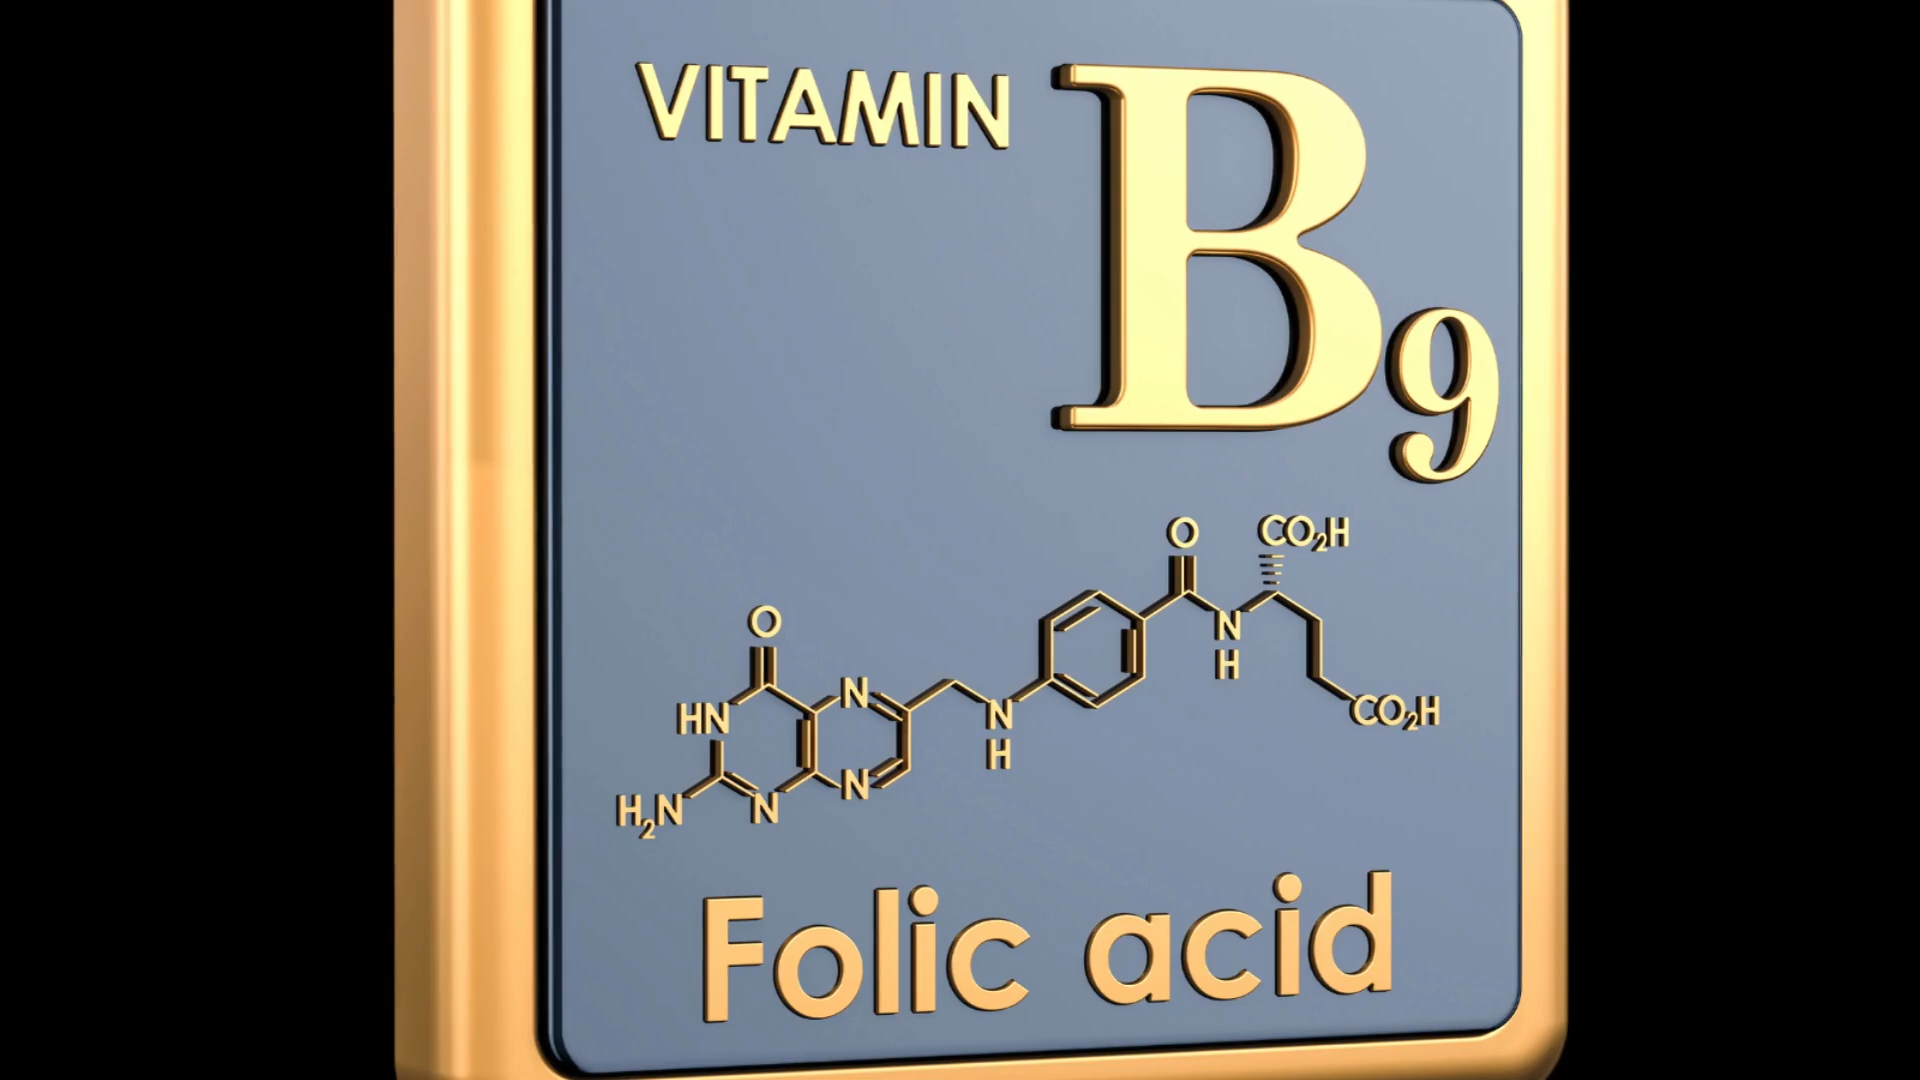 VITAMIN B9
O CO2H
O
N
H
HN N N
H
CO2H
H2N N N
Folic acid